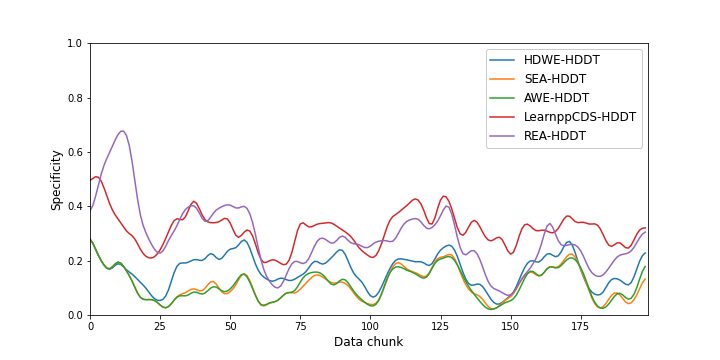 1.0
0.8
0.6
0.4
0.2
0.0
Specificity
0
25
50
75
100
125
150
175
Data chunk
HDWE-HDDT
SEA-HDDT
AWE-HDDT
LearnppCDS-HDDT
REA-HDDT